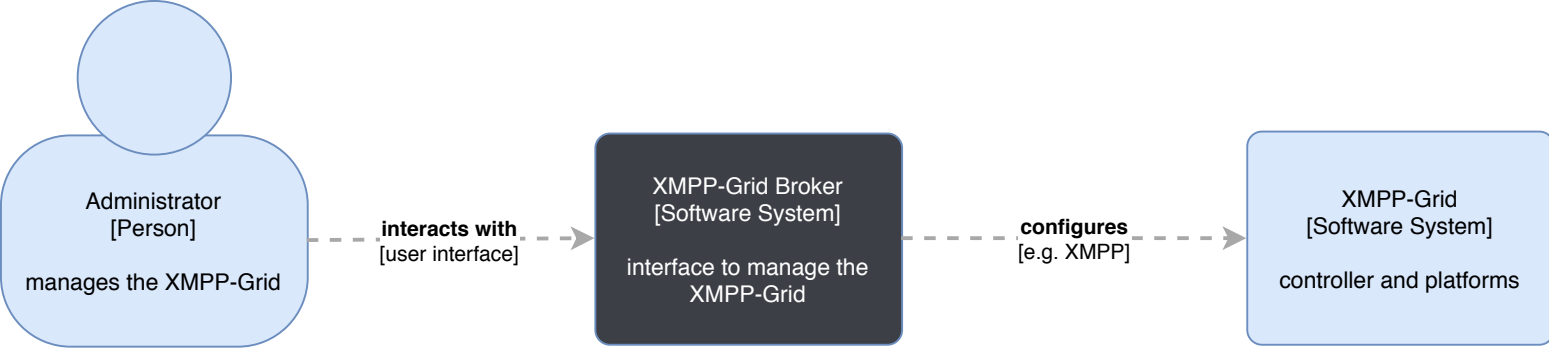 Administrator
[Person]
manages the XMPP-Grid
interacts with
[user interface]
XMPP-Grid Broker
[Software System]
interface to manage the
XMPP-Grid
configures
[e.g. XMPP]
XMPP-Grid
[Software System]
controller and platforms